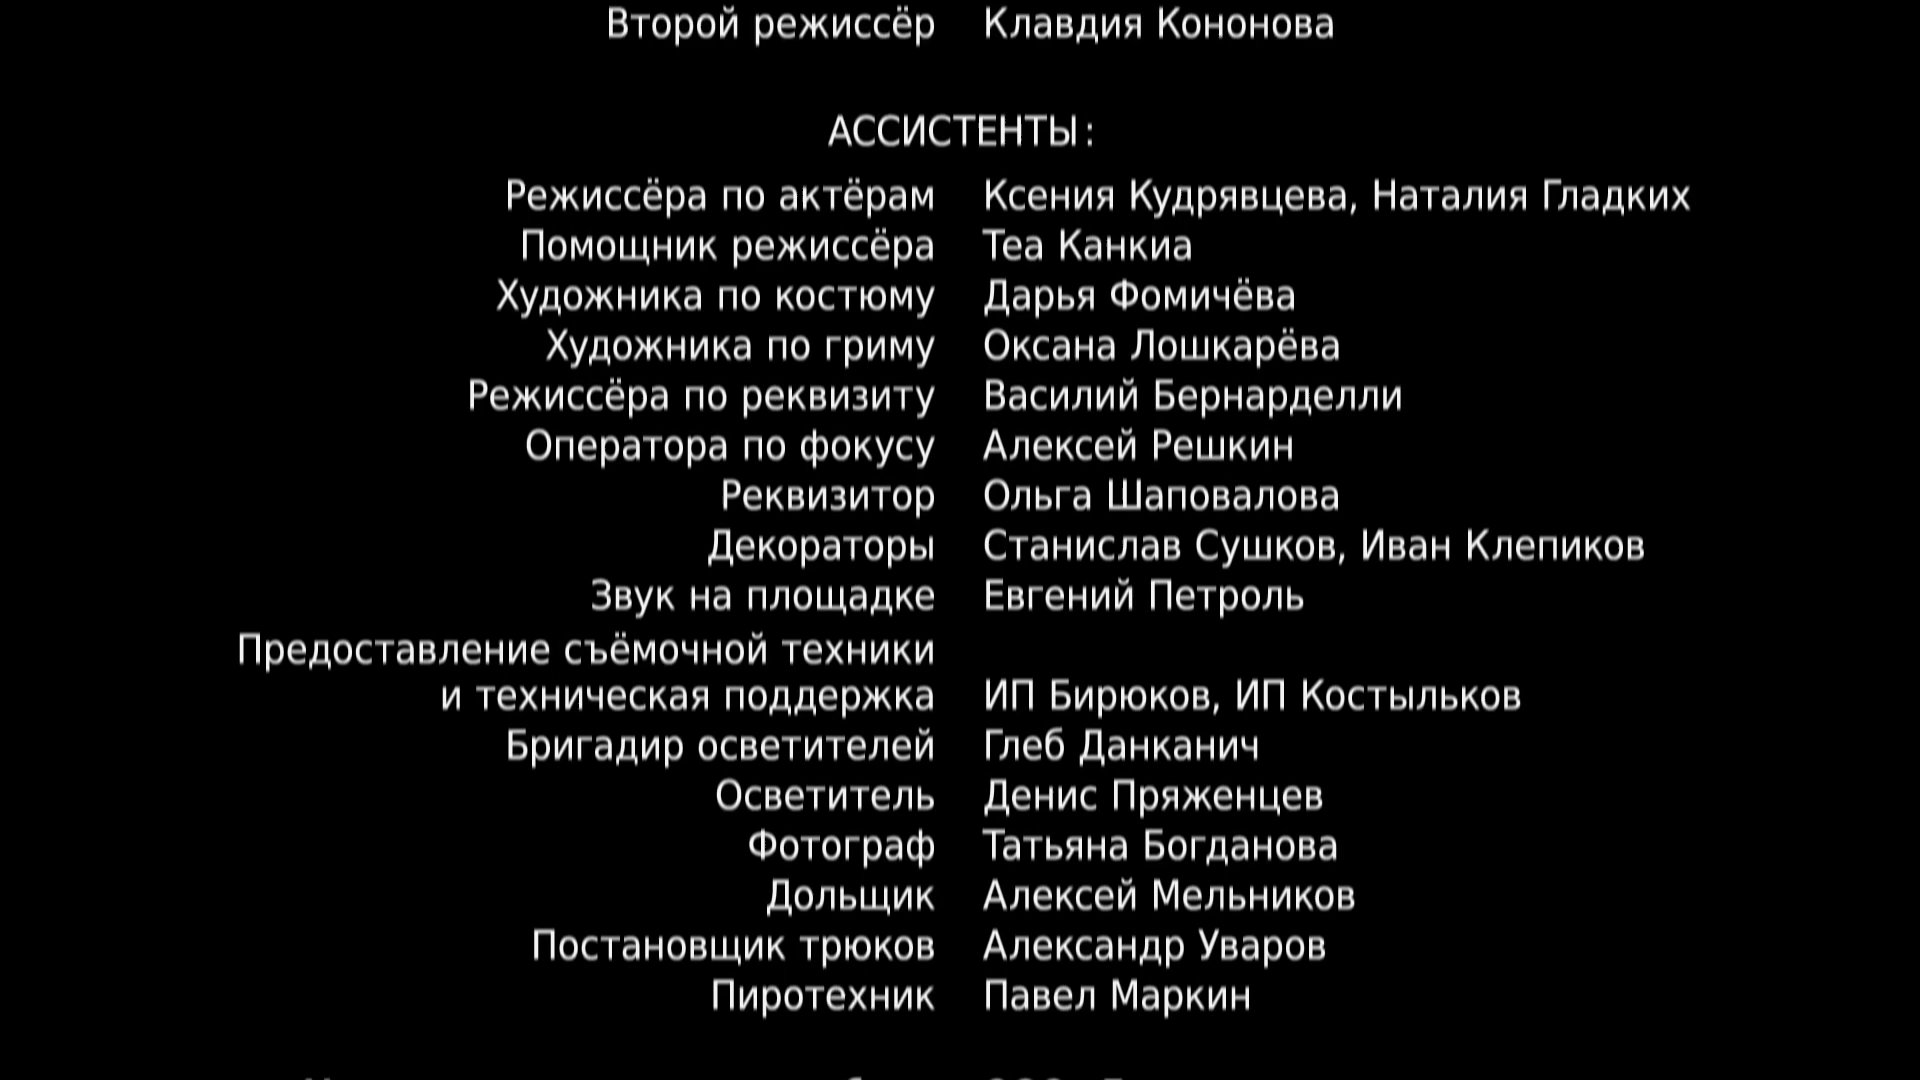 Второй режиссёр Клавдия Кононова
АССИСТЕНТЫ:
Режиссёра по актёрам Ксения Кудрявцева, Наталия Гладких
Помощник режиссёра Теа Канкиа
Художника по костюму Дарья Фомичёва
Художника по гриму Оксана Лошкарёва
Режиссёра по реквизиту Василий Бернарделли
Оператора по фокусу Алексей Решкин
Реквизитор Ольга Шаповалова
Декораторы Станислав Сушков, Иван Клепиков
Звук на площадке Евгений Петроль
Предоставление съёмочной техники
и техническая поддержка ИП Бирюков, ИП Костыльков
Бригадир осветителей Глеб Данканич
Осветитель Денис Пряженцев
Фотограф Татьяна Богданова
Дольщик Алексей Мельников
Постановщик трюков Александр Уваров
Пиротехник Павел Маркин